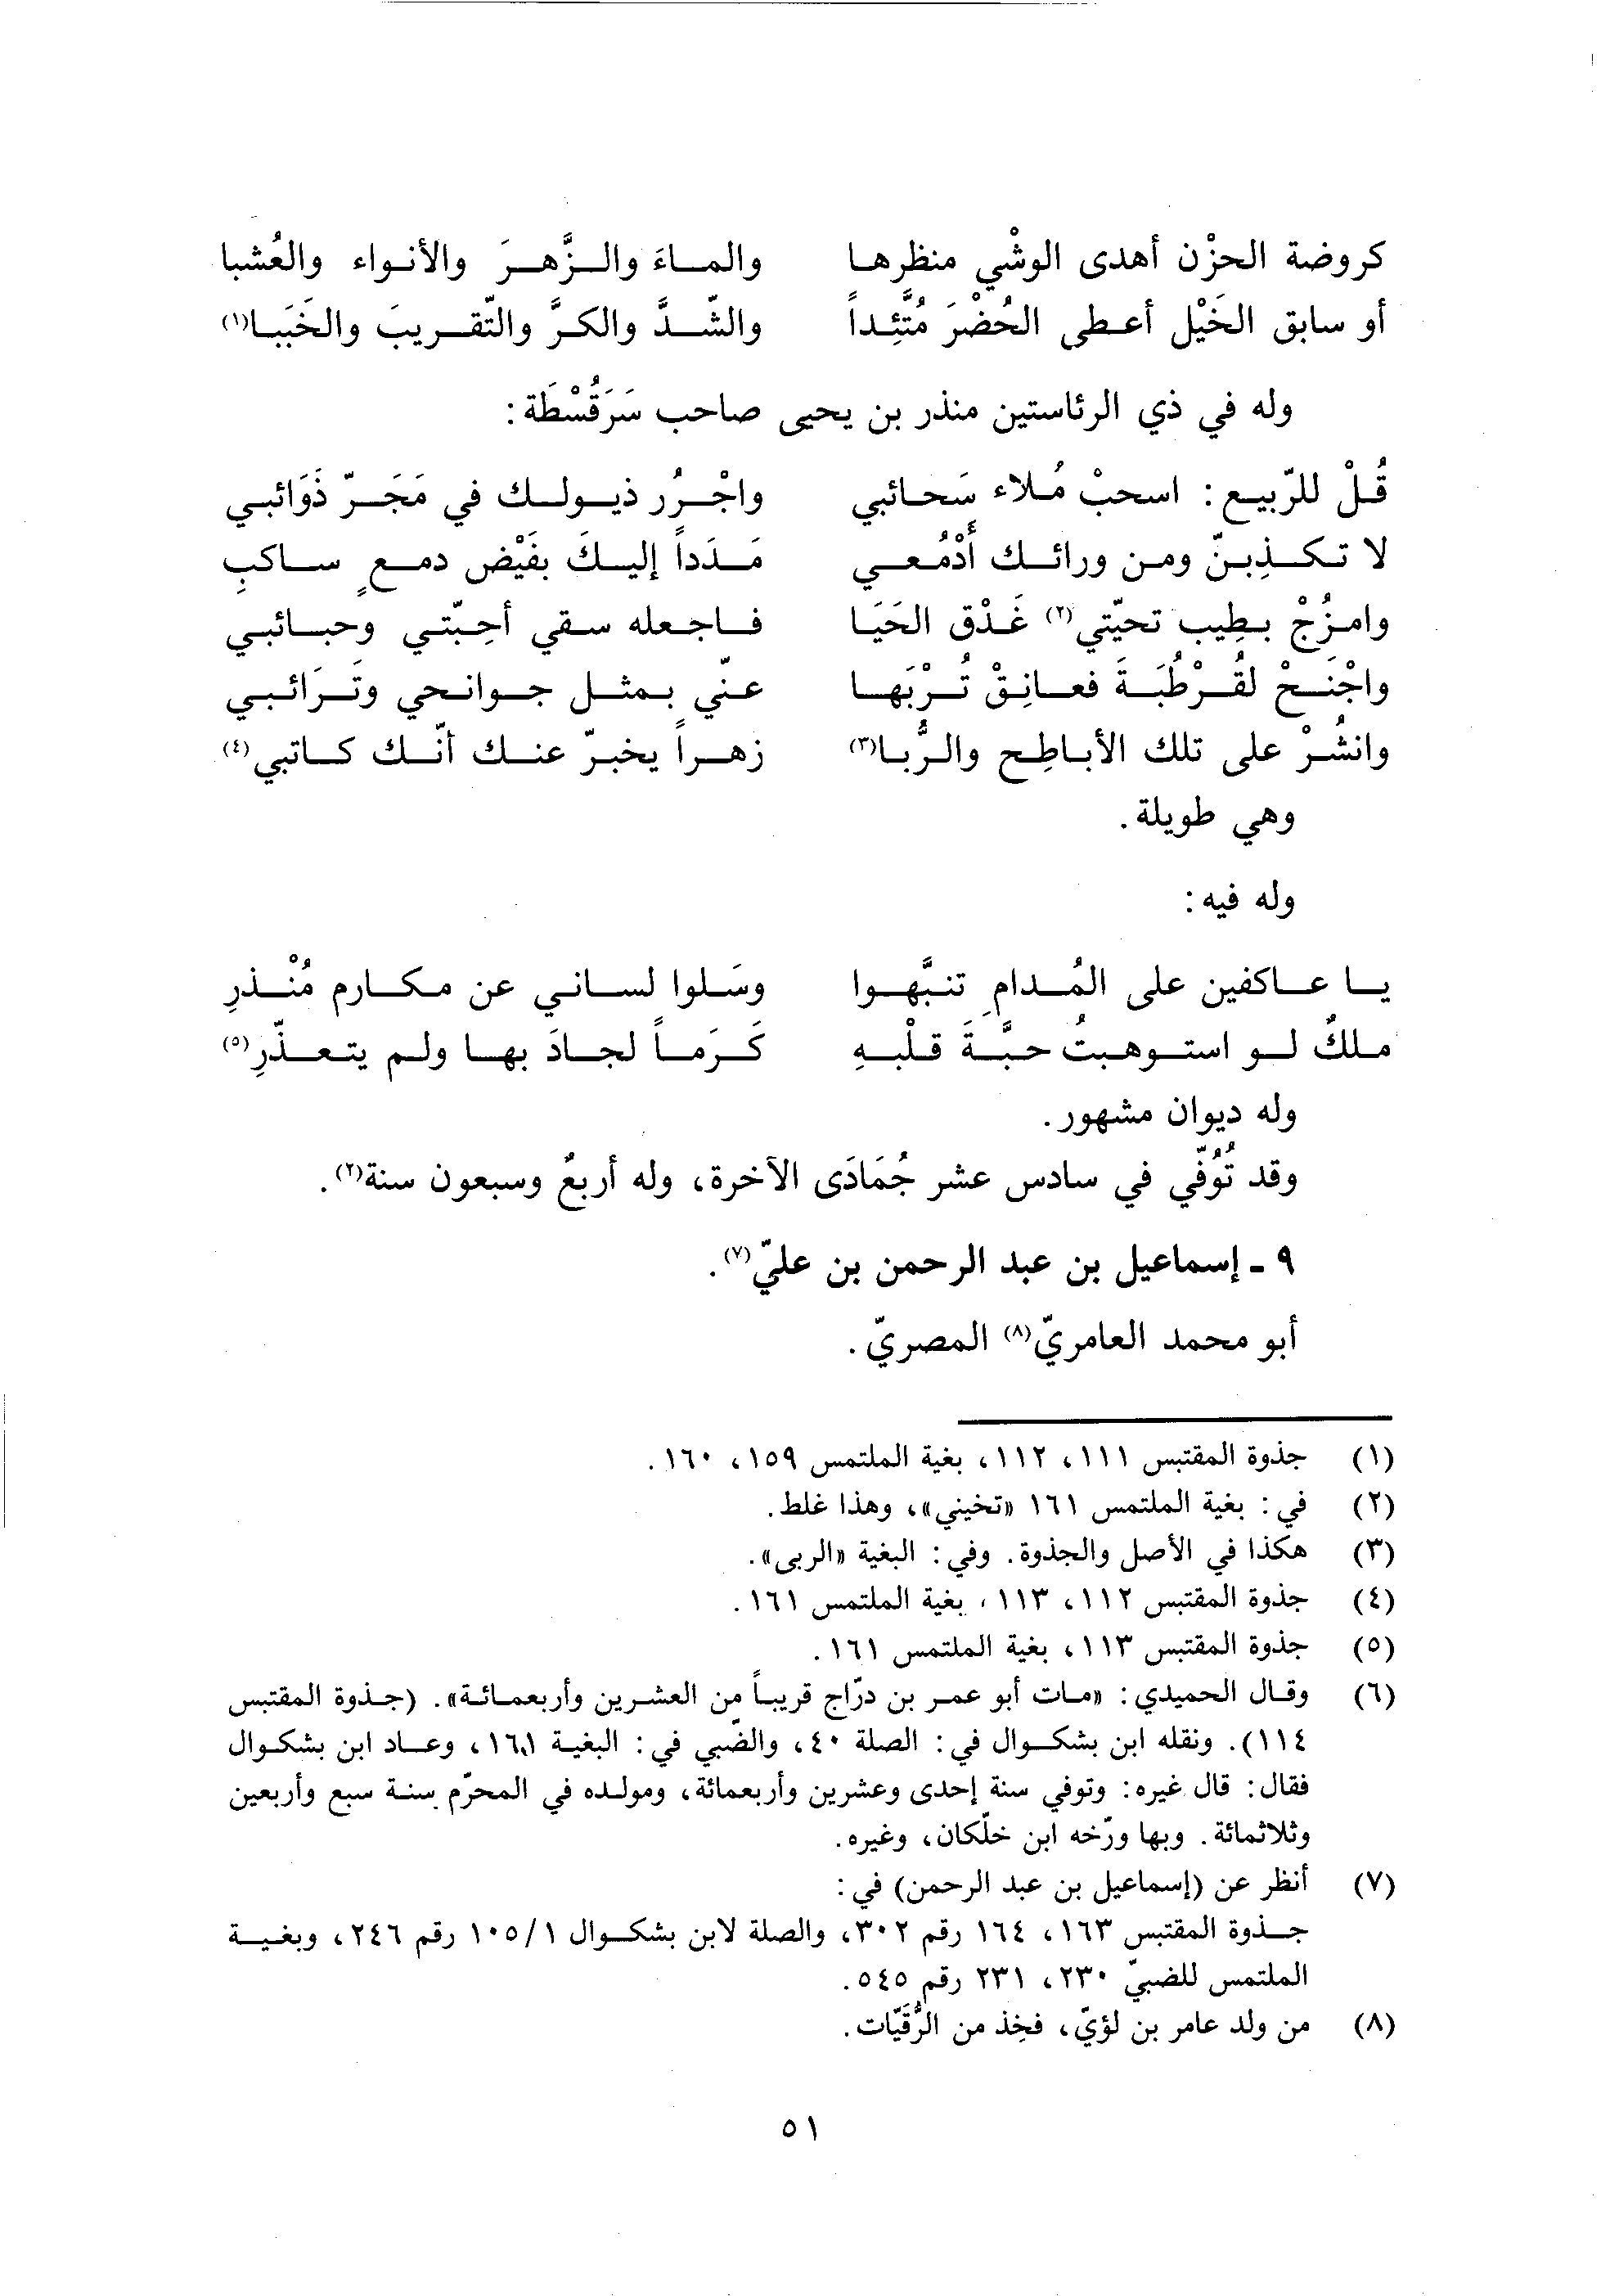 كروضة الحزْن أهدى الوشْي منظرها والماءَ والزَّهرَ والأنواء والعُشبا
أو سابق الخَيْل أعطى الحُضْرَ مُتَّئِداً والشّدَّ والكرَّ والتّقريبَ والخَبَبا(١)
وله في ذي الرئاستين منذر بن يحيى صاحب سَرَقُسْطَة:
قُلْ للرّبيع: اسحبْ مُلاء سَحائبي واجْرُر ذيولك في مَجَرّ ذَوَائبي
لا تكذِبنّ ومن ورائك أَدْمُعي مَدَداً إليكَ بفَيْض دمعٍ ساكبِ
وامزُجْ بطِيب تحيّتي(٢) غَدْق الحَيَا فاجعله سقي أحِبّتي وحبائبي
واجْنَحْ لقُرْطُبَةَ فعانِقْ تُرْبَها عنّي بمثل جوانحي وتَرَائبي
وانشُرْ على تلك الأباطِح والرُّبا(٣) زهراً يخبرّ عنك أنّك كاتبي(٤)
وهي طويلة.
وله فيه:
يا عاكفين على المُدامِ تنبَّهوا وسَلوا لساني عن مكارم مُنْذرِ
ملكٌ لو استوهبتُ حبَّةَ قلْبهِ كَرَماً لجادَ بها ولم يتعذّرِ(٥)
وله ديوان مشهور.
وقد تُوُفّي في سادس عشر جُمَادَى الآخرة، وله أربعٌ وسبعون سنة(٢).
٩ - إسماعيل بن عبد الرحمن بن عليّ(٧).
أبو محمد العامريّ(٨) المصريّ.
(١) جذوة المقتبس ١١١، ١١٢، بغية الملتمس ١٥٩، ١٦٠.
(٢) في: بغية الملتمس ١٦١ «تخيني»، وهذا غلط.
(٣) هكذا في الأصل والجذوة. وفي: البغية «الربى».
(٤) جذوة المقتبس ١١٢، ١١٣، بغية الملتمس ١٦١.
(٥) جذوة المقتبس ١١٣، بغية الملتمس ١٦١.
(٦) وقال الحميدي: «مات أبو عمر بن درّاج قريباً من العشرين وأربعمائة». (جذوة المقتبس
١١٤). ونقله ابن بشكوال في: الصلة ٤٠، والضّبي في: البغية ١٦١، وعاد ابن بشكوال
فقال: قال غيره: وتوفي سنة إحدى وعشرين وأربعمائة، ومولده في المحرّم سنة سبع وأربعين
وثلاثمائة. وبها ورّخه ابن خلّكان، وغيره.
(٧) أنظر عن (إسماعيل بن عبد الرحمن) في:
جذوة المقتبس ١٦٣، ١٦٤ رقم ٣٠٢، والصلة لابن بشكوال ١٠٥/١ رقم ٢٤٦، وبغية
الملتمس للضبيّ ٢٣٠، ٢٣١ رقم ٥٤٥.
(٨) من ولد عامر بن لؤيّ، فخِذ من الرُّقَيّات.
٥١